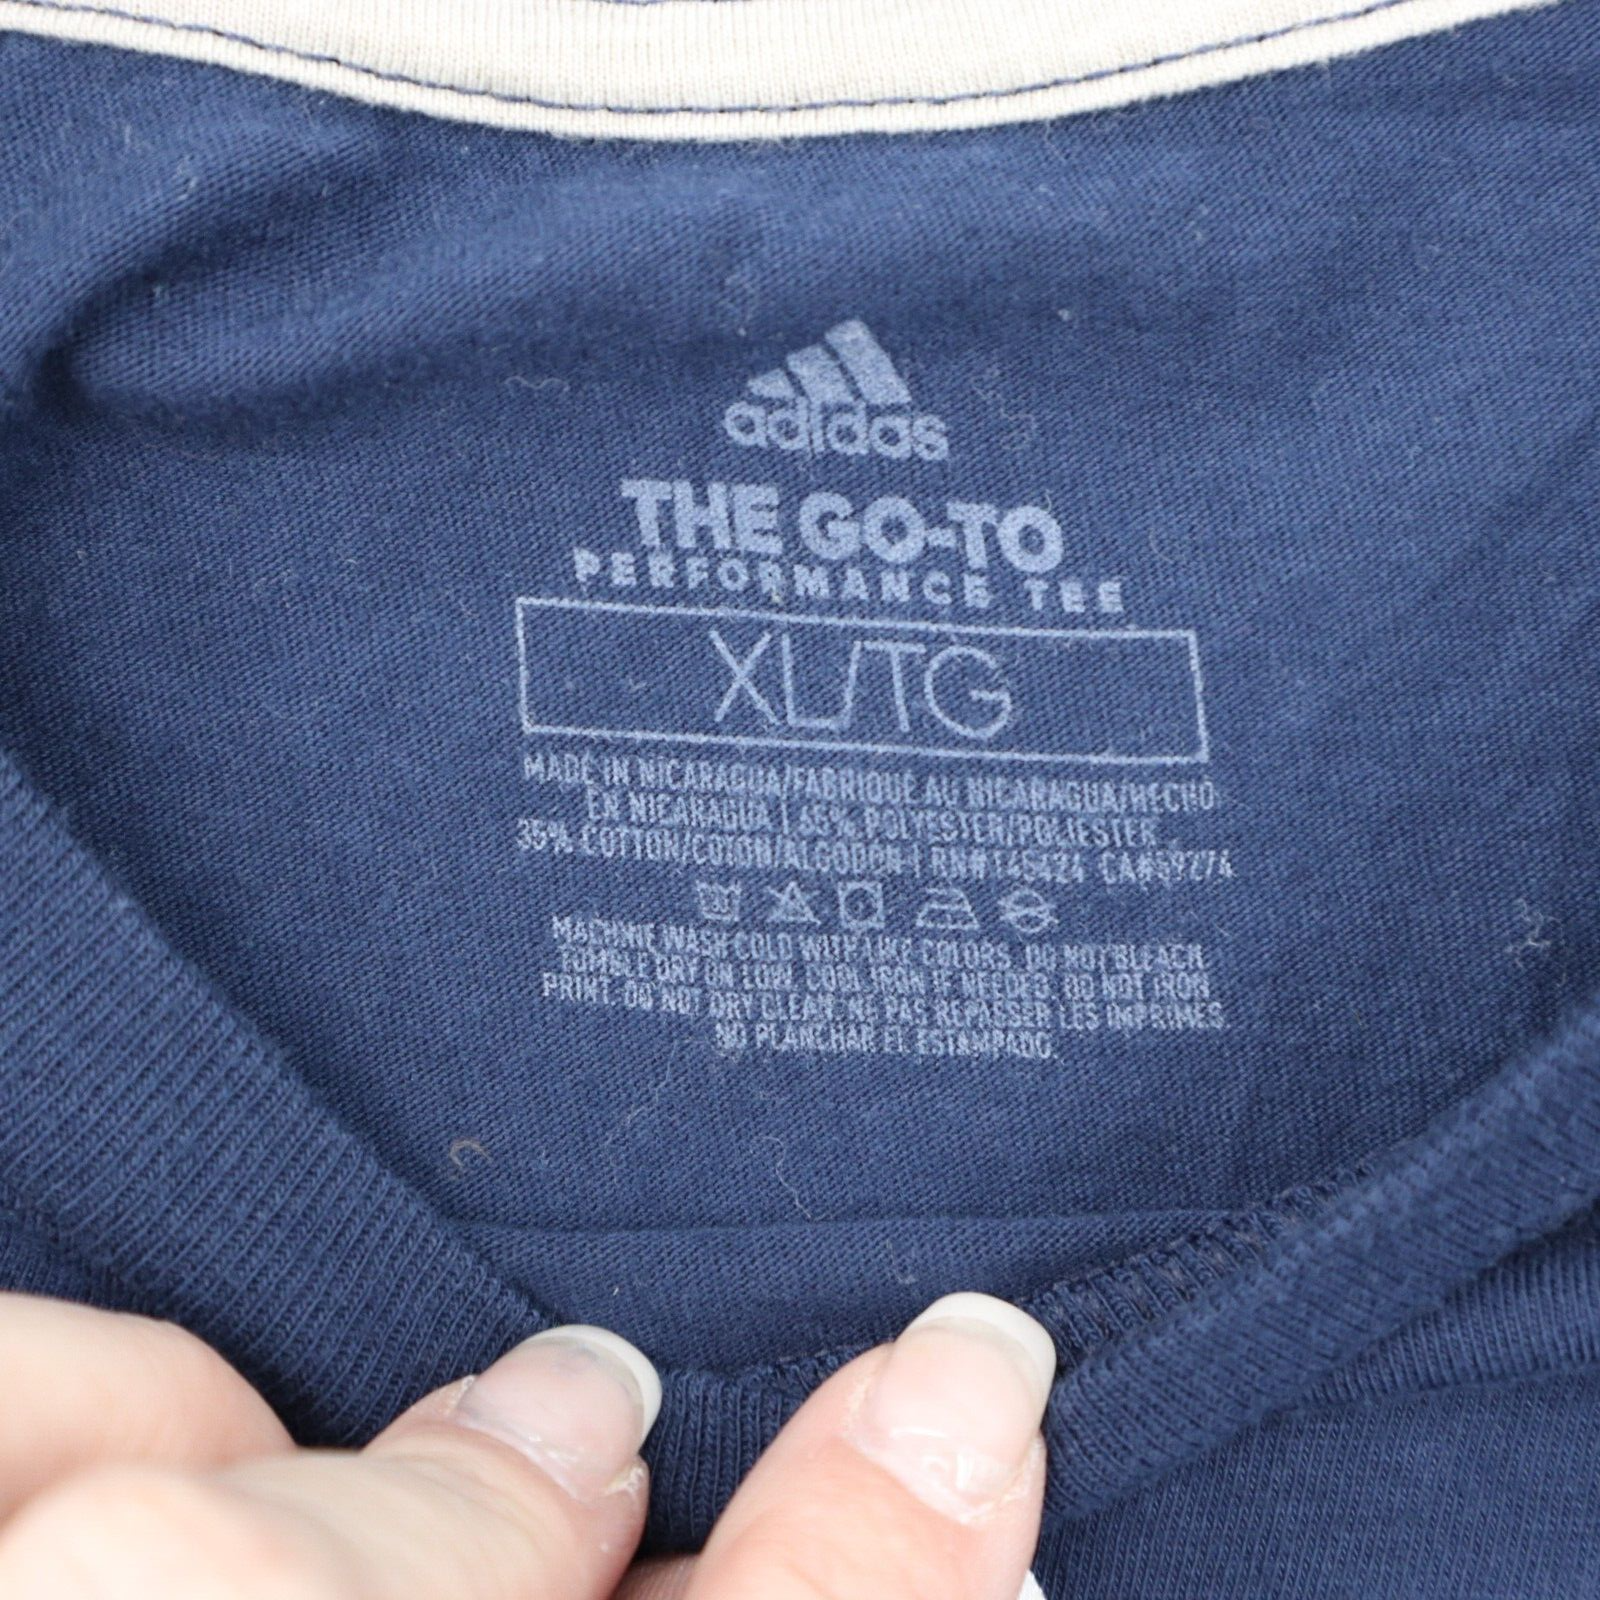 adidas
THE GO-TO
PERFORMANCE TEE
XL/TG
MADE IN NICARAGUA/FABRIQUÉ AU NICARAGUA/HECHO
EN NICARAGUA | 65% POLYESTER/POLIESTER
35% COTTON/COTON/ALGODON | RN#145424 CA#59274
MACHINE WASH COLD WITH LIKE COLORS. DO NOT BLEACH.
TUMBLE DRY ON LOW. COOL IRON IF NEEDED. DO NOT IRON
PRINT. DO NOT DRY CLEAN. NE PAS REPASSER LES IMPRIMES.
NO PLANCHAR EL ESTAMPADO.